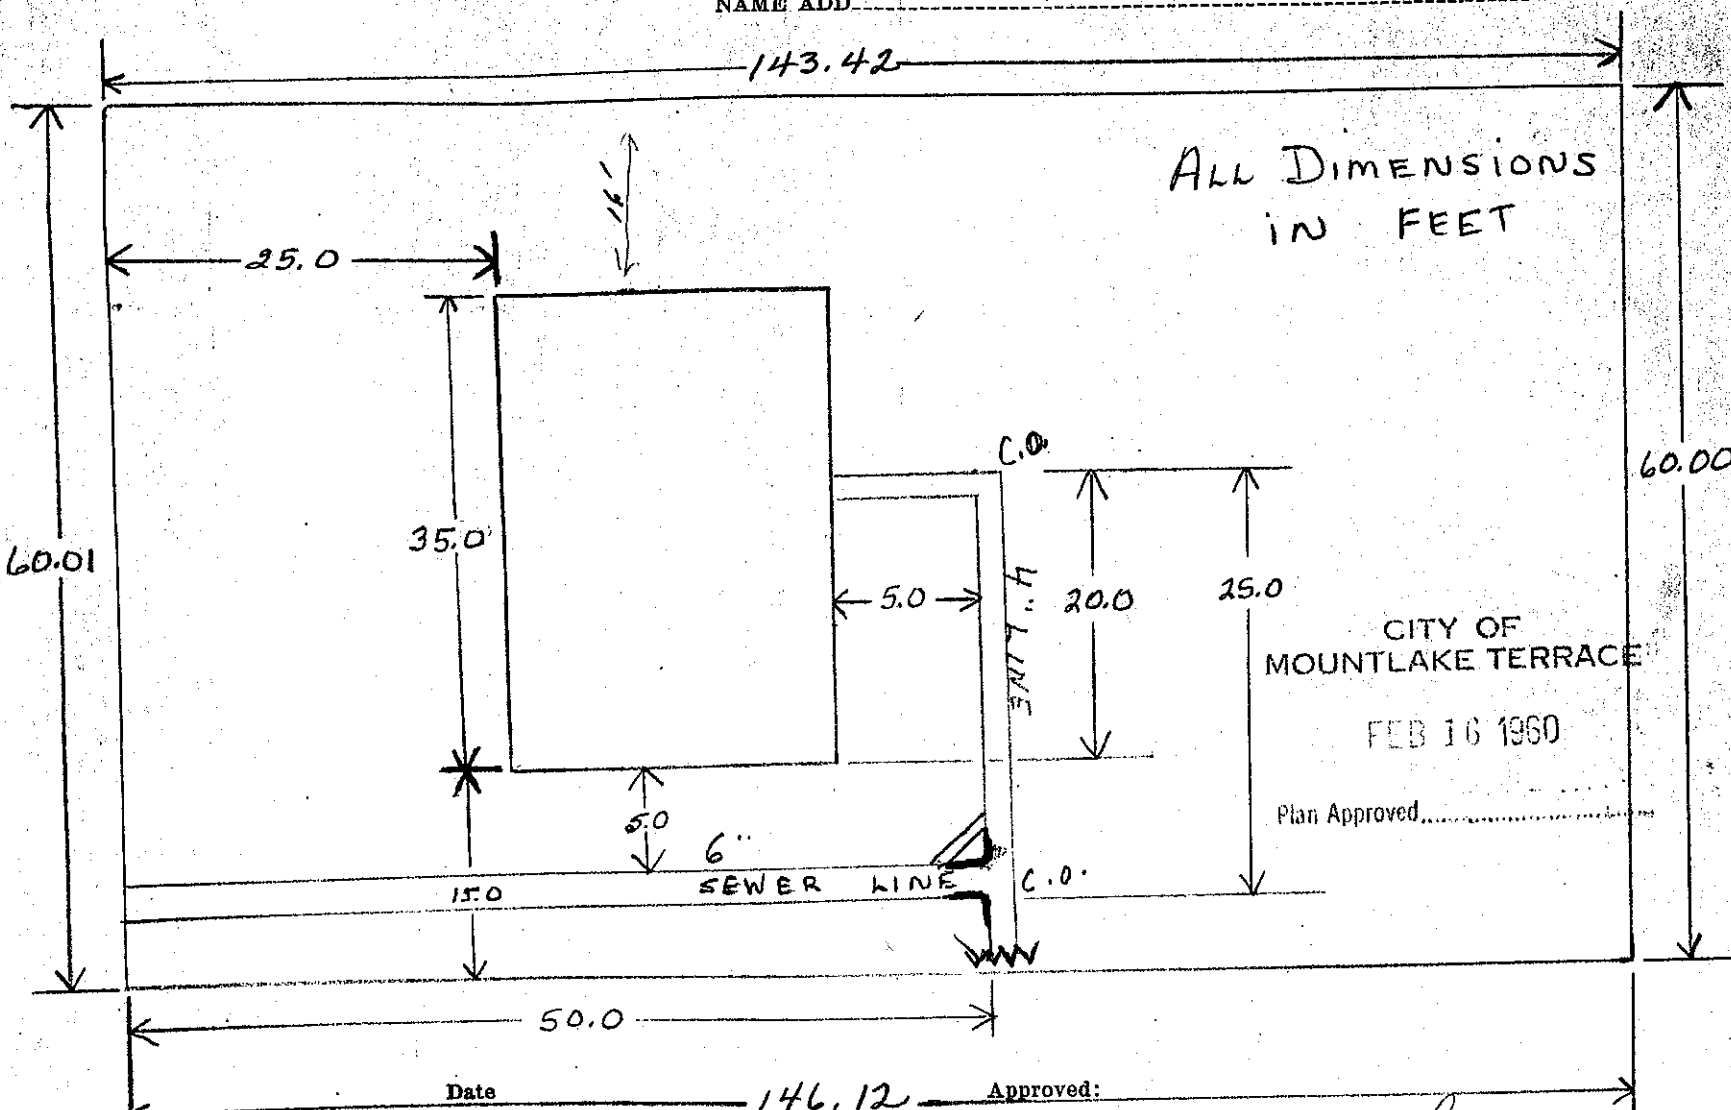 NAME ADD
143.42
ALL DIMENSIONS
IN FEET
16'
25.0
C.O.
60.00
35.0'
60.01
5.0
4" LINE
20.0
25.0
CITY OF
MOUNTLAKE TERRACE
FEB 16 1960
Plan Approved
5.0
6"
SEWER LINE
C.O.
15.0
50.0
Date
146.12
Approved: